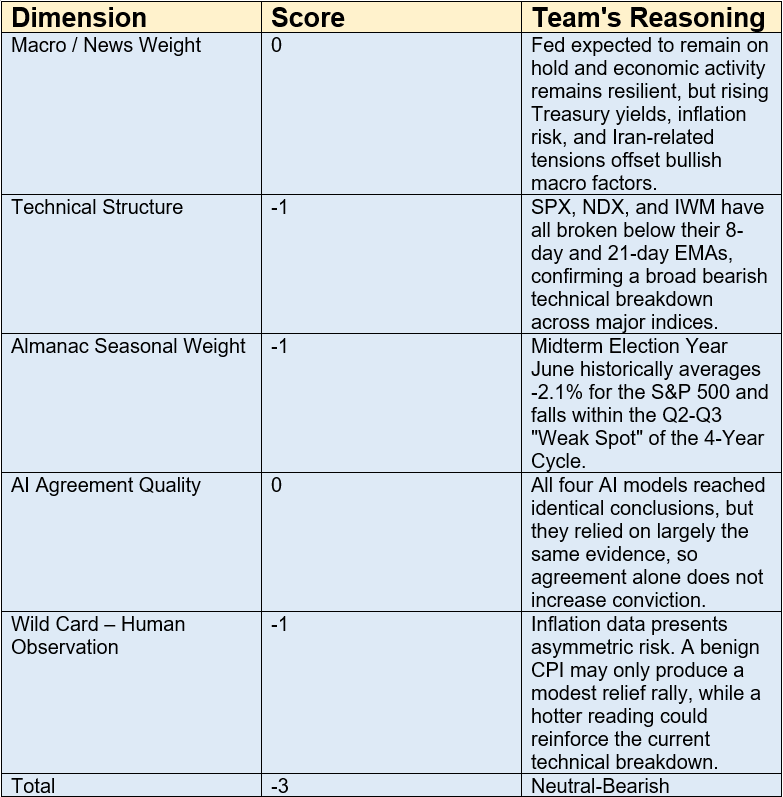 Dimension Score Team's Reasoning
Macro / News Weight 0 Fed expected to remain on
hold and economic activity
remains resilient, but rising
Treasury yields, inflation
risk, and Iran-related
tensions offset bullish
macro factors.
Technical Structure -1 SPX, NDX, and IWM have
all broken below their 8-
day and 21-day EMAs,
confirming a broad bearish
technical breakdown
across major indices.
Almanac Seasonal Weight -1 Midterm Election Year
June historically averages
-2.1% for the S&P 500 and
falls within the Q2-Q3
"Weak Spot" of the 4-Year
Cycle.
AI Agreement Quality 0 All four AI models reached
identical conclusions, but
they relied on largely the
same evidence, so
agreement alone does not
increase conviction.
Wild Card – Human -1 Inflation data presents
Observation asymmetric risk. A benign
CPI may only produce a
modest relief rally, while a
hotter reading could
reinforce the current
technical breakdown.
Total -3 Neutral-Bearish